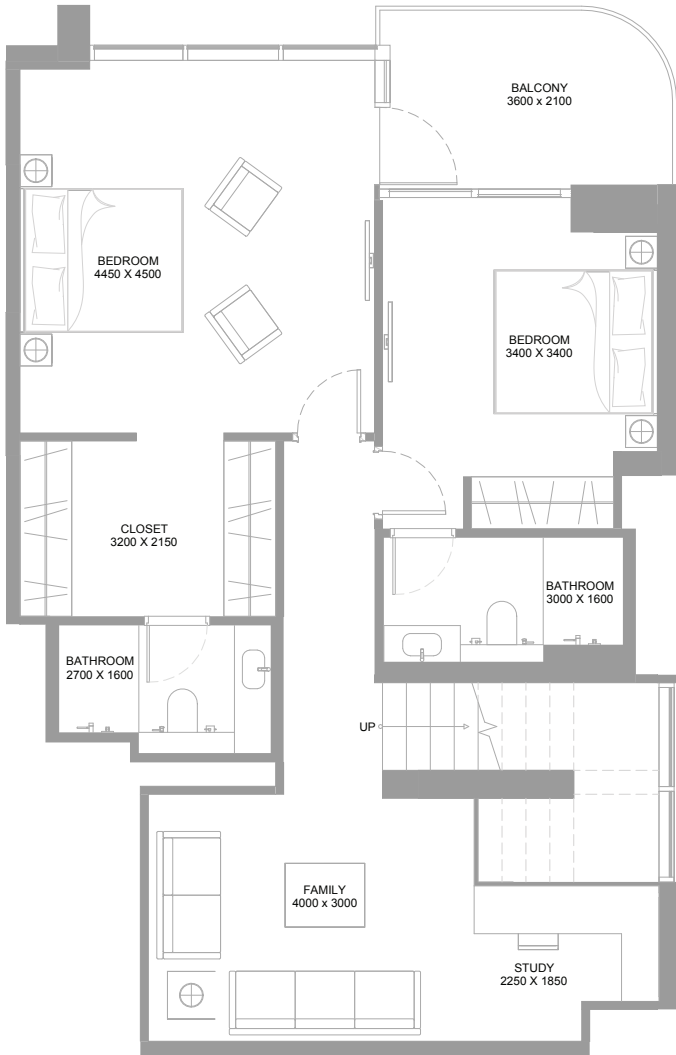 BALCONY
3600 x 2100
BEDROOM
4450 X 4500
BEDROOM
3400 X 3400
CLOSET
3200 X 2150
BATHROOM
3000 X 1600
BATHROOM
2700 X 1600
UP
FAMILY
4000 x 3000
STUDY
2250 X 1850